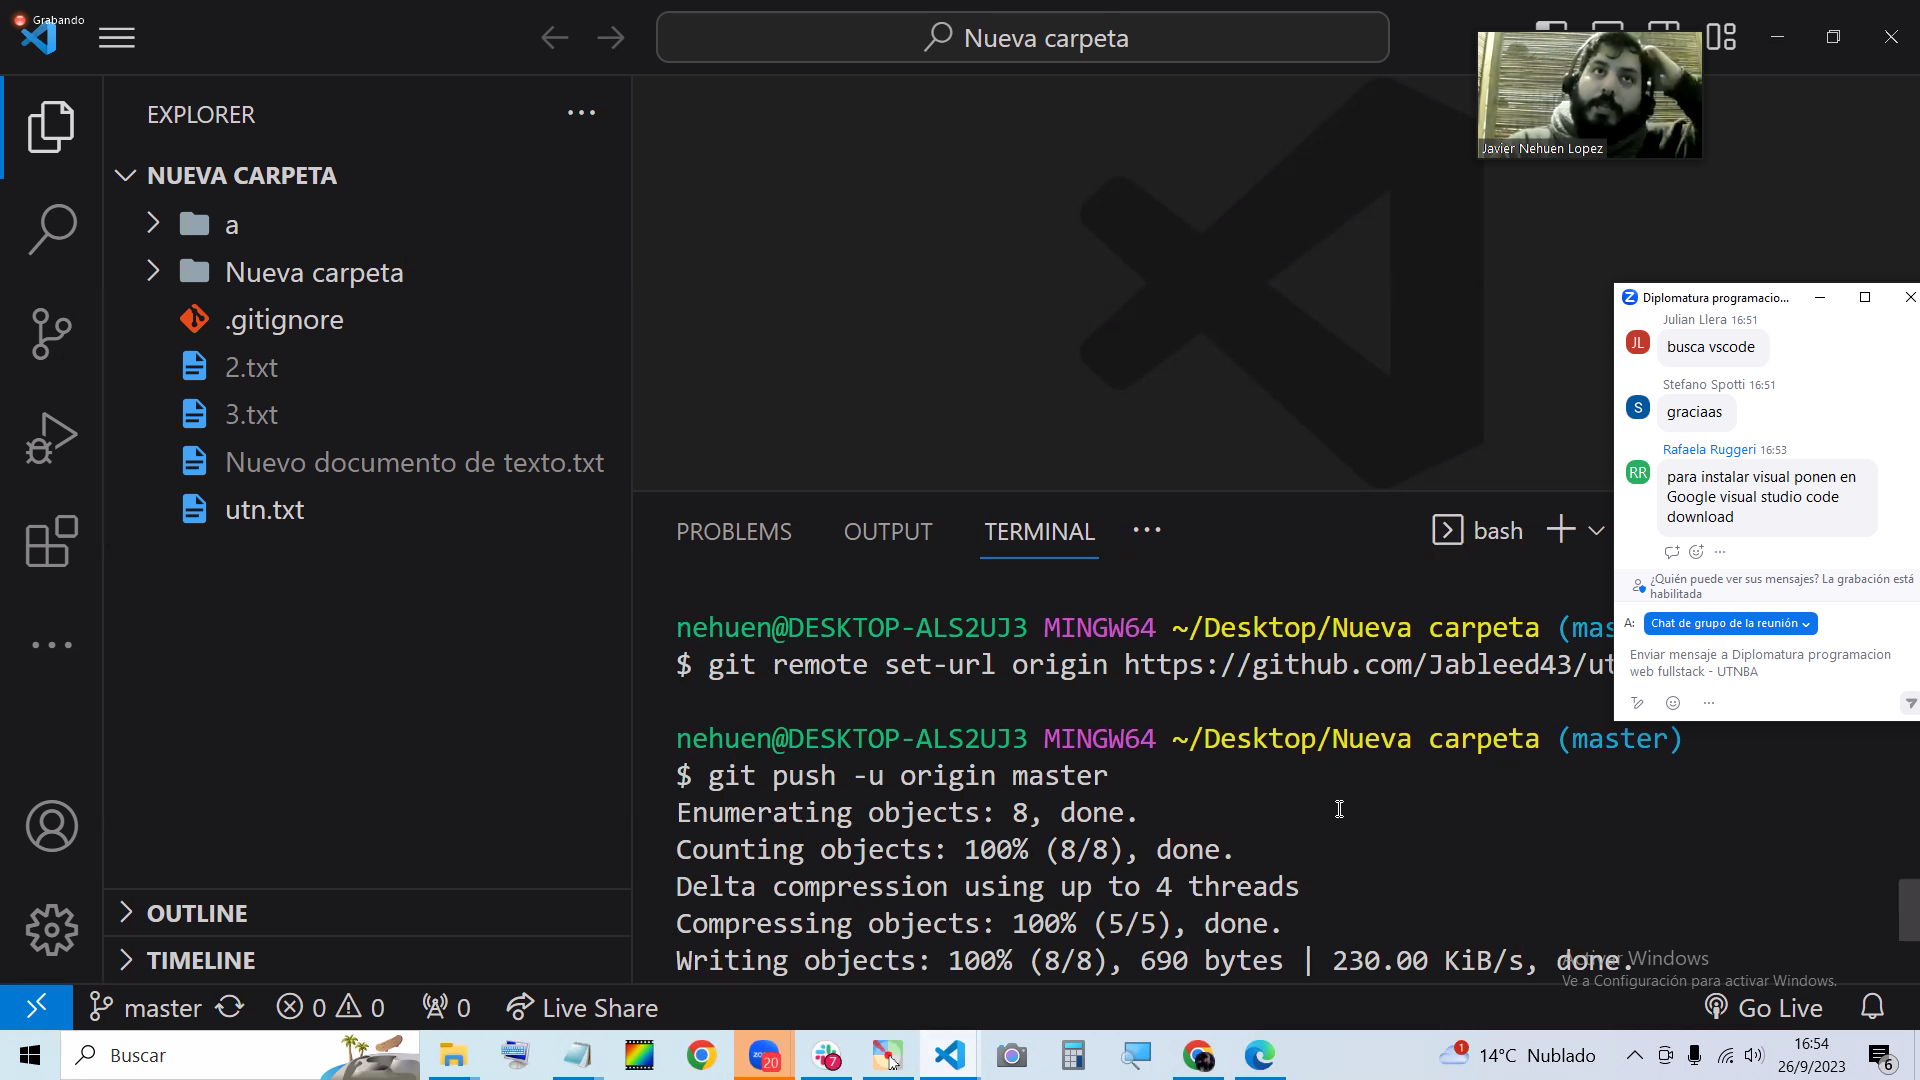 Grabando
Nueva carpeta
Javier Nehuen Lopez
EXPLORER
NUEVA CARPETA
a
Nueva carpeta
.gitignore
2.txt
3.txt
Nuevo documento de texto.txt
utn.txt
OUTLINE
TIMELINE
PROBLEMS OUTPUT TERMINAL
bash
nehuen@DESKTOP-ALS2UJ3 MINGW64 ~/Desktop/Nueva carpeta (mas
$ git remote set-url origin https://github.com/Jableed43/ut
nehuen@DESKTOP-ALS2UJ3 MINGW64 ~/Desktop/Nueva carpeta (master)
$ git push -u origin master
Enumerating objects: 8, done.
Counting objects: 100% (8/8), done.
Delta compression using up to 4 threads
Compressing objects: 100% (5/5), done.
Writing objects: 100% (8/8), 690 bytes | 230.00 KiB/s, done.
Diplomatura programacio...
Julian Llera 16:51
JL
busca vscode
Stefano Spotti 16:51
S
graciaas
Rafaela Ruggeri 16:53
RR
para instalar visual ponen en
Google visual studio code
download
¿Quién puede ver sus mensajes? La grabación está
habilitada
A: Chat de grupo de la reunión
Enviar mensaje a Diplomatura programacion
web fullstack - UTNBA
Activar Windows
Ve a Configuración para activar Windows.
master 0 0 0 Live Share Go Live
Buscar
20
7
1
14°C Nublado
16:54
26/9/2023
6